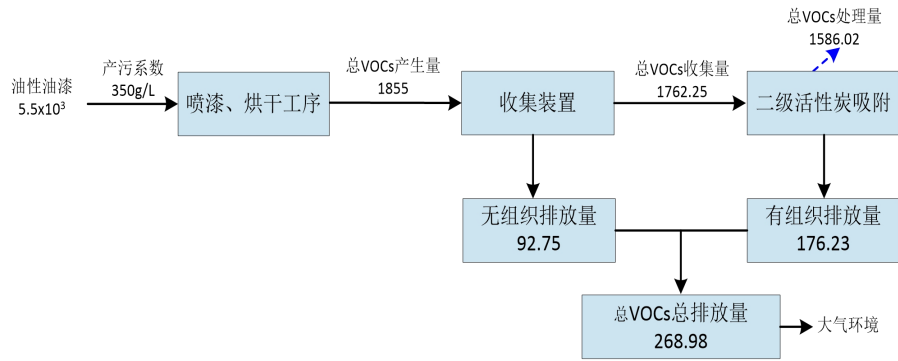 总VOCs处理量
1586.02
油性油漆
5.5x10³
产污系数
350g/L
喷漆、烘干工序
总VOCs产生量
1855
收集装置
总VOCs收集量
1762.25
二级活性炭吸附
无组织排放量
92.75
有组织排放量
176.23
总VOCs总排放量
268.98
大气环境